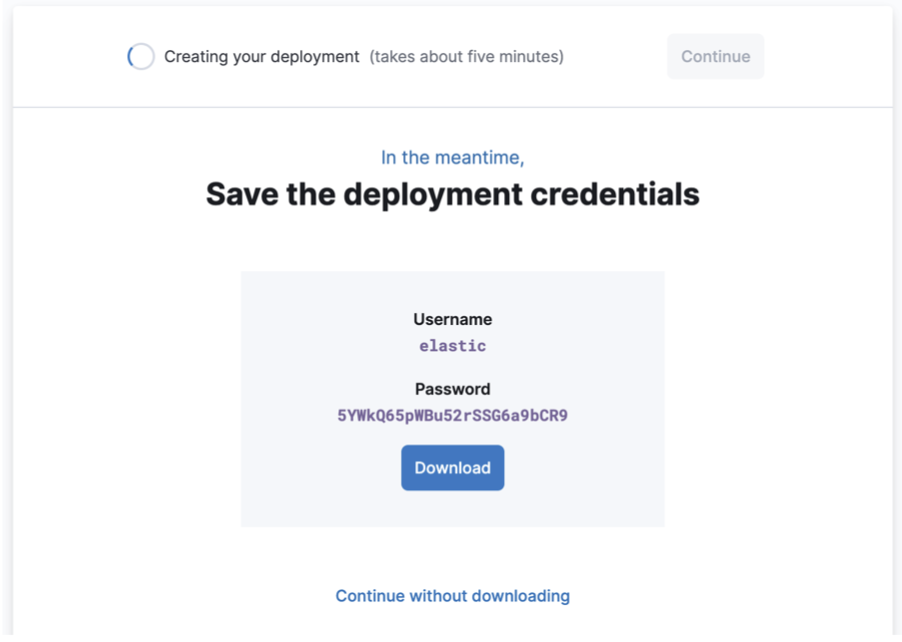 Creating your deployment (takes about five minutes) Continue
In the meantime,
Save the deployment credentials
Username
elastic
Password
5YWkQ65pWBu52rSSG6a9bCR9
Download
Continue without downloading